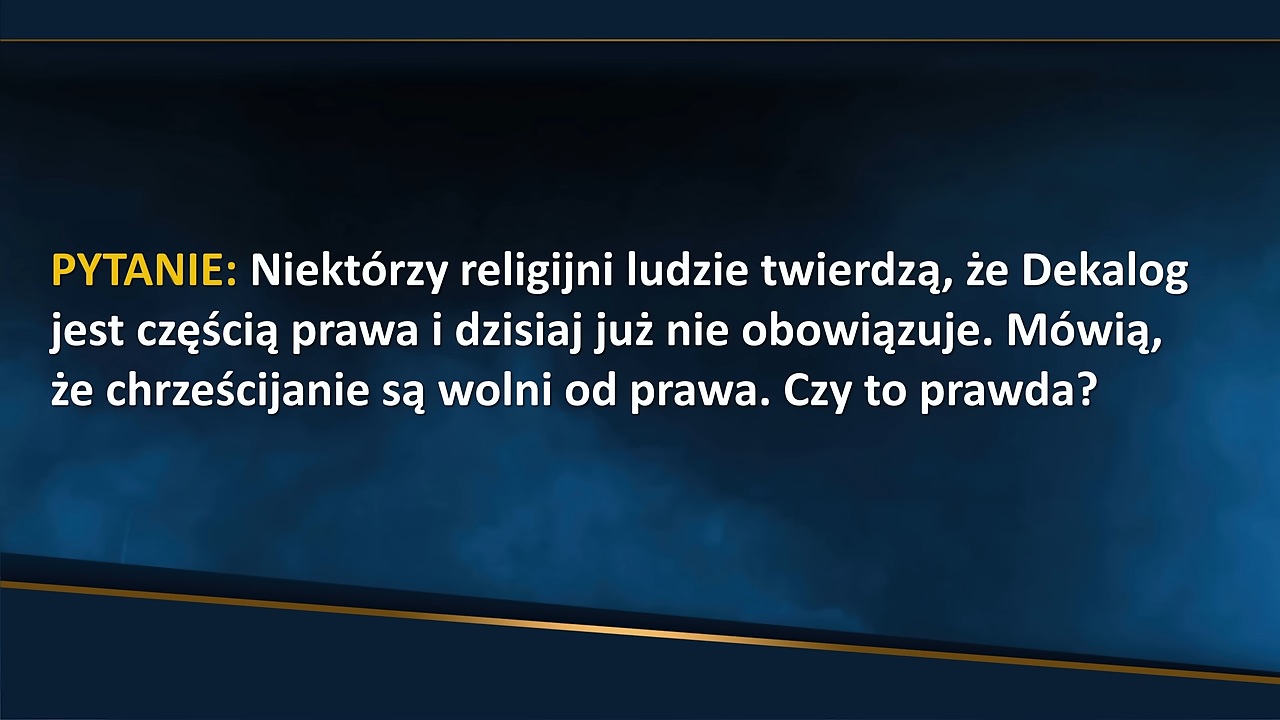 PYTANIE: Niektórzy religijni ludzie twierdzą, że Dekalog
jest częścią prawa i dzisiaj już nie obowiązuje. Mówią,
że chrześcijanie są wolni od prawa. Czy to prawda?